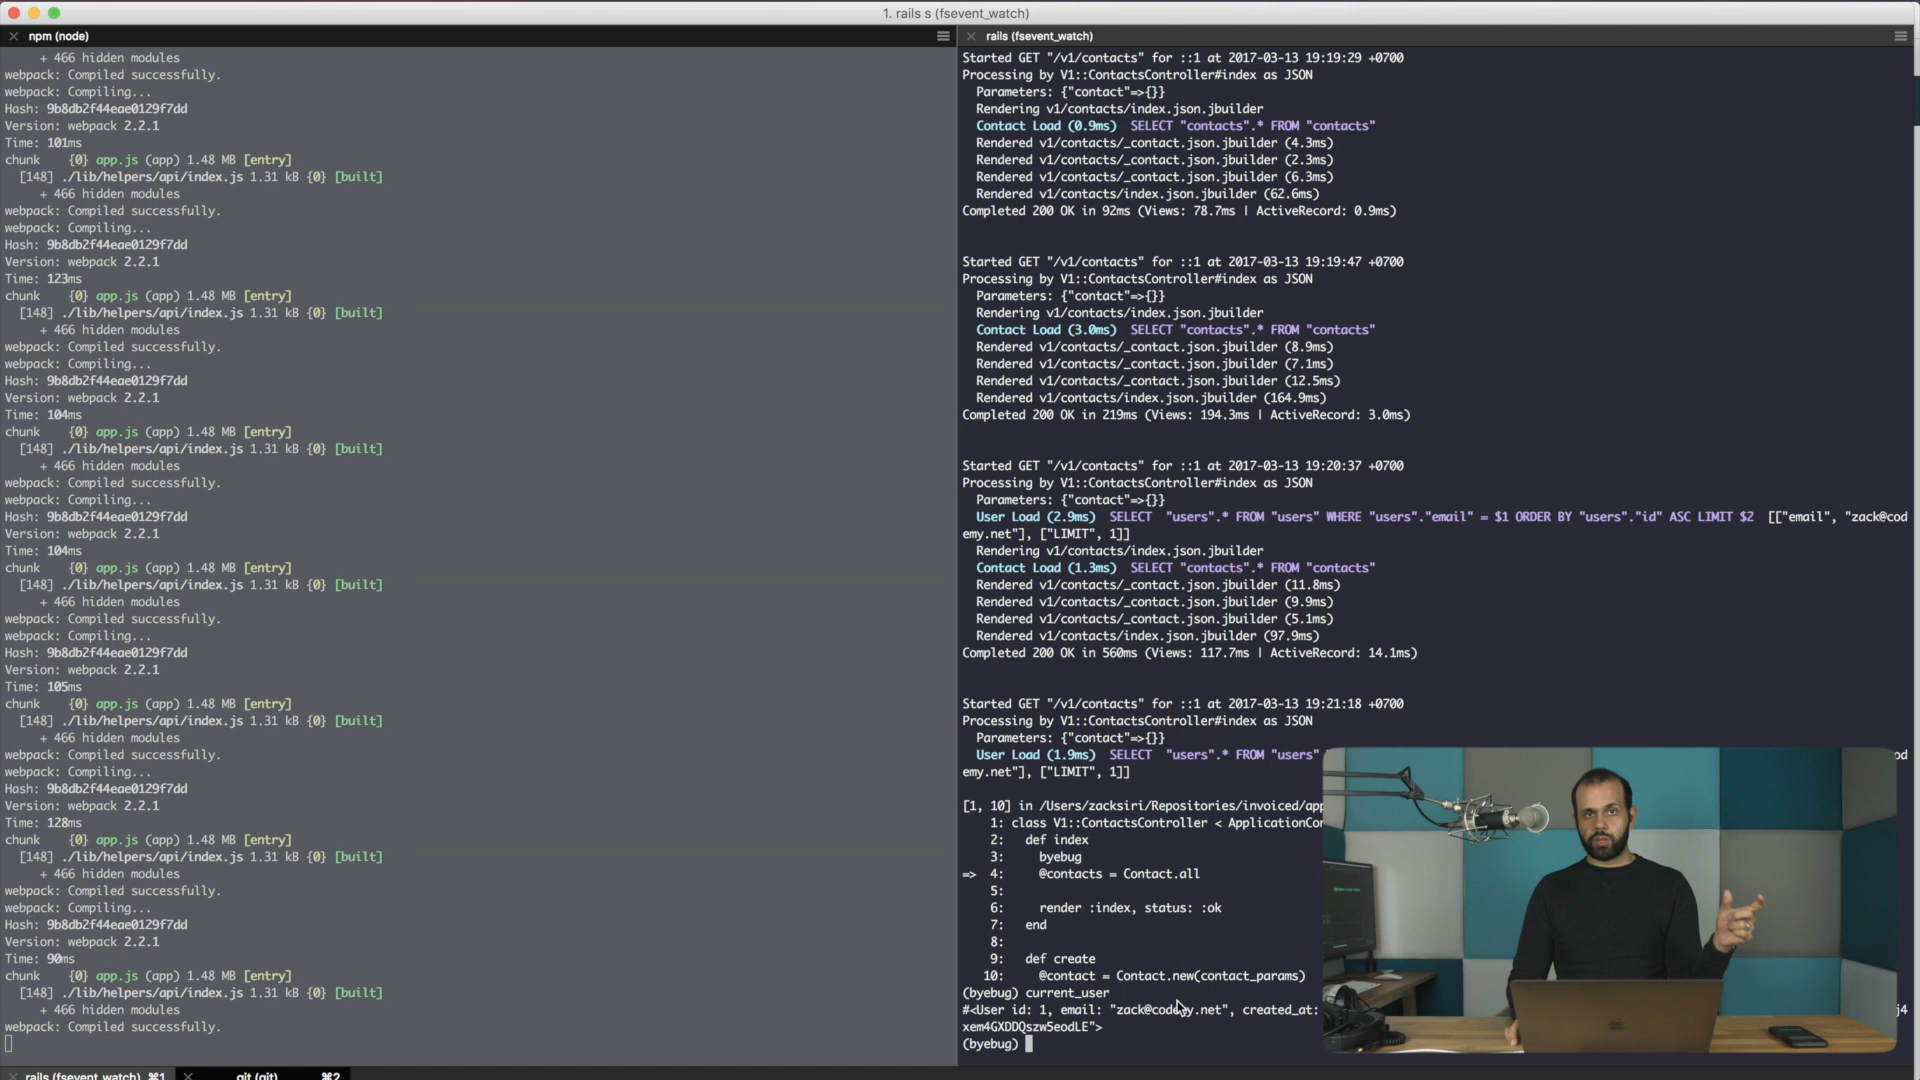 1. rails s (fsevent_watch)
npm (node)
+ 466 hidden modules
webpack: Compiled successfully.
webpack: Compiling...
Hash: 9b8db2f44eae0129f7dd
Version: webpack 2.2.1
Time: 101ms
chunk {0} app.js (app) 1.48 MB [entry]
[148] ./lib/helpers/api/index.js 1.31 kB {0} [built]
+ 466 hidden modules
webpack: Compiled successfully.
webpack: Compiling...
Hash: 9b8db2f44eae0129f7dd
Version: webpack 2.2.1
Time: 123ms
chunk {0} app.js (app) 1.48 MB [entry]
[148] ./lib/helpers/api/index.js 1.31 kB {0} [built]
+ 466 hidden modules
webpack: Compiled successfully.
webpack: Compiling...
Hash: 9b8db2f44eae0129f7dd
Version: webpack 2.2.1
Time: 104ms
chunk {0} app.js (app) 1.48 MB [entry]
[148] ./lib/helpers/api/index.js 1.31 kB {0} [built]
+ 466 hidden modules
webpack: Compiled successfully.
webpack: Compiling...
Hash: 9b8db2f44eae0129f7dd
Version: webpack 2.2.1
Time: 104ms
chunk {0} app.js (app) 1.48 MB [entry]
[148] ./lib/helpers/api/index.js 1.31 kB {0} [built]
+ 466 hidden modules
webpack: Compiled successfully.
webpack: Compiling...
Hash: 9b8db2f44eae0129f7dd
Version: webpack 2.2.1
Time: 105ms
chunk {0} app.js (app) 1.48 MB [entry]
[148] ./lib/helpers/api/index.js 1.31 kB {0} [built]
+ 466 hidden modules
webpack: Compiled successfully.
webpack: Compiling...
Hash: 9b8db2f44eae0129f7dd
Version: webpack 2.2.1
Time: 128ms
chunk {0} app.js (app) 1.48 MB [entry]
[148] ./lib/helpers/api/index.js 1.31 kB {0} [built]
+ 466 hidden modules
webpack: Compiled successfully.
webpack: Compiling...
Hash: 9b8db2f44eae0129f7dd
Version: webpack 2.2.1
Time: 90ms
chunk {0} app.js (app) 1.48 MB [entry]
[148] ./lib/helpers/api/index.js 1.31 kB {0} [built]
+ 466 hidden modules
webpack: Compiled successfully.
rails (fsevent_watch)
Started GET "/v1/contacts" for ::1 at 2017-03-13 19:19:29 +0700
Processing by V1::ContactsController#index as JSON
Parameters: {"contact"=>{}}
Rendering v1/contacts/index.json.jbuilder
Contact Load (0.9ms) SELECT "contacts".* FROM "contacts"
Rendered v1/contacts/_contact.json.jbuilder (4.3ms)
Rendered v1/contacts/_contact.json.jbuilder (2.3ms)
Rendered v1/contacts/_contact.json.jbuilder (6.3ms)
Rendered v1/contacts/index.json.jbuilder (62.6ms)
Completed 200 OK in 92ms (Views: 78.7ms | ActiveRecord: 0.9ms)
Started GET "/v1/contacts" for ::1 at 2017-03-13 19:19:47 +0700
Processing by V1::ContactsController#index as JSON
Parameters: {"contact"=>{}}
Rendering v1/contacts/index.json.jbuilder
Contact Load (3.0ms) SELECT "contacts".* FROM "contacts"
Rendered v1/contacts/_contact.json.jbuilder (8.9ms)
Rendered v1/contacts/_contact.json.jbuilder (7.1ms)
Rendered v1/contacts/_contact.json.jbuilder (12.5ms)
Rendered v1/contacts/index.json.jbuilder (164.9ms)
Completed 200 OK in 219ms (Views: 194.3ms | ActiveRecord: 3.0ms)
Started GET "/v1/contacts" for ::1 at 2017-03-13 19:20:37 +0700
Processing by V1::ContactsController#index as JSON
Parameters: {"contact"=>{}}
User Load (2.9ms) SELECT "users".* FROM "users" WHERE "users"."email" = $1 ORDER BY "users"."id" ASC LIMIT $2 [["email", "zack@cod
emy.net"], ["LIMIT", 1]]
Rendering v1/contacts/index.json.jbuilder
Contact Load (1.3ms) SELECT "contacts".* FROM "contacts"
Rendered v1/contacts/_contact.json.jbuilder (11.8ms)
Rendered v1/contacts/_contact.json.jbuilder (9.9ms)
Rendered v1/contacts/_contact.json.jbuilder (5.1ms)
Rendered v1/contacts/index.json.jbuilder (97.9ms)
Completed 200 OK in 560ms (Views: 117.7ms | ActiveRecord: 14.1ms)
Started GET "/v1/contacts" for ::1 at 2017-03-13 19:21:18 +0700
Processing by V1::ContactsController#index as JSON
Parameters: {"contact"=>{}}
User Load (1.9ms) SELECT "users".* FROM "users" od
emy.net"], ["LIMIT", 1]]
[1, 10] in /Users/zacksiri/Repositories/invoiced/app
1: class V1::ContactsController < ApplicationCon
2: def index
3: byebug
=> 4: @contacts = Contact.all
5:
6: render :index, status: :ok
7: end
8:
9: def create
10: @contact = Contact.new(contact_params)
(byebug) current_user
#<User id: 1, email: "zack@codemy.net", created_at: j4
xem4GXDDQszw5eodLE">
(byebug)
rails (fsevent_watch) ⌘1 git (git) ⌘2